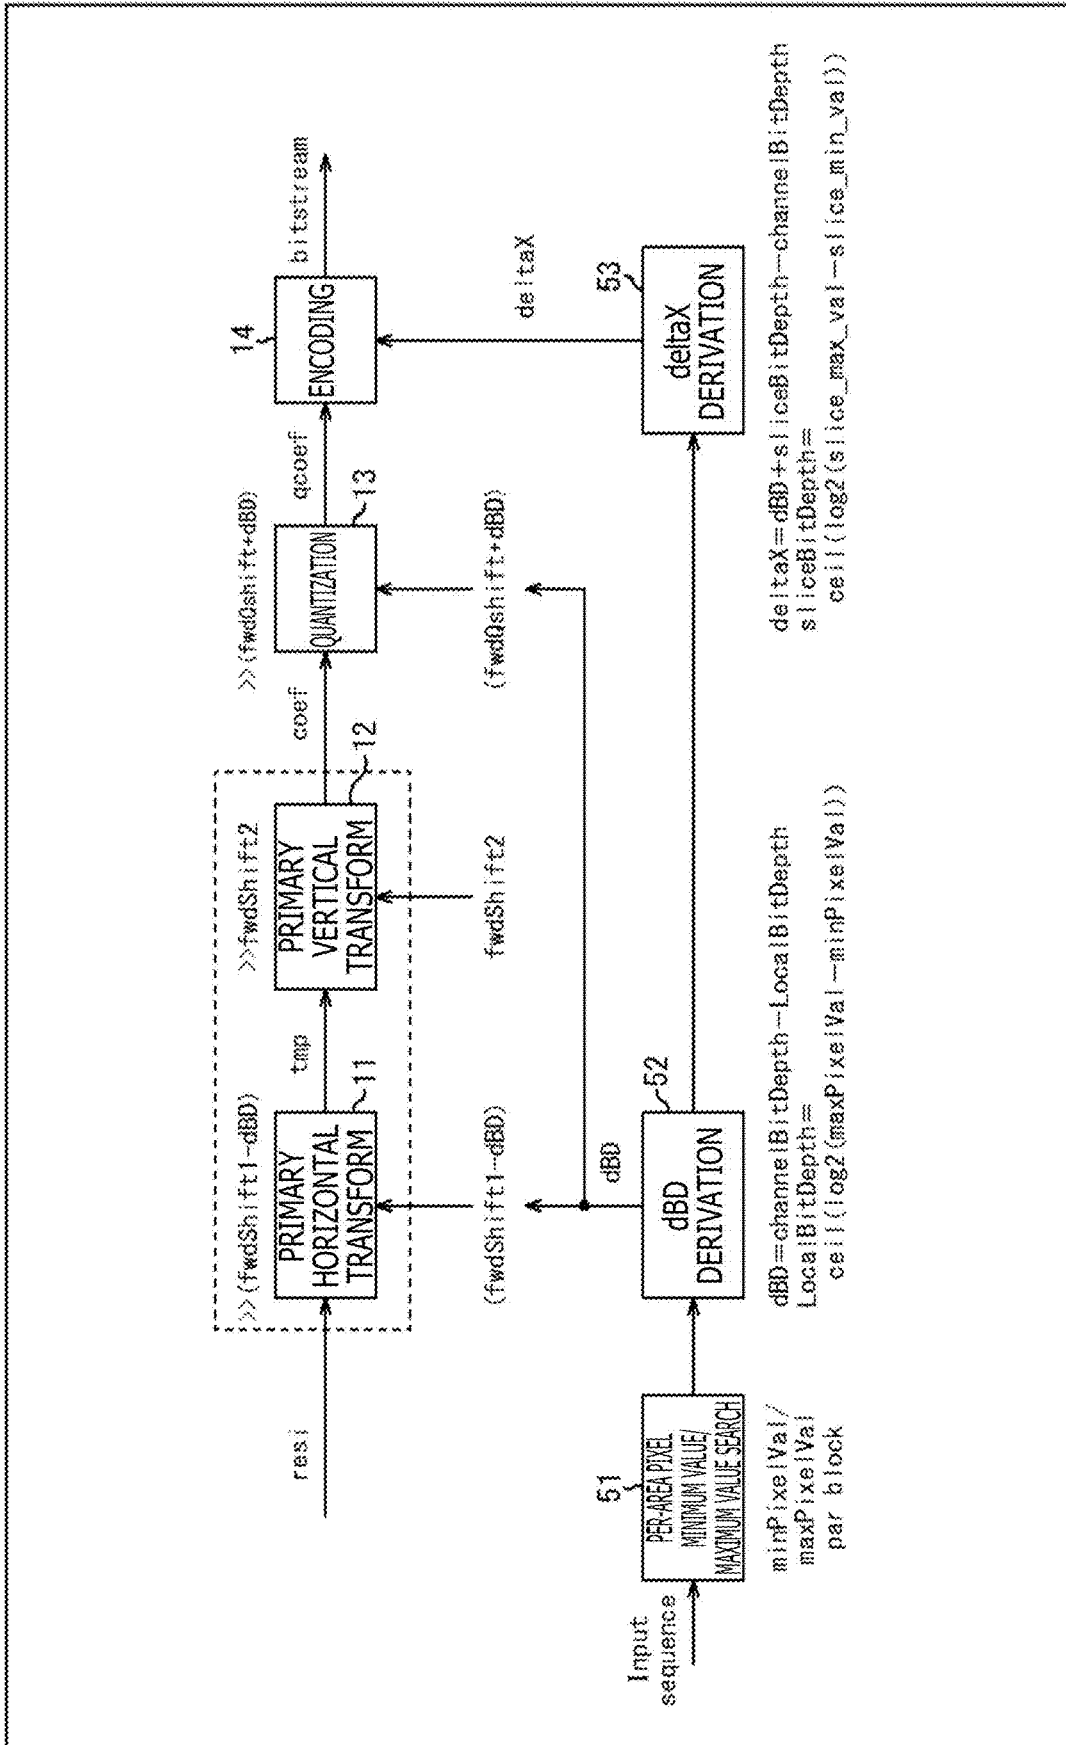 resi
>>(fwdShift1-dBD)
PRIMARY
HORIZONTAL
TRANSFORM
11
tmp
>>fwdShift2
PRIMARY
VERTICAL
TRANSFORM
12
coef
>>(fwdQshift+dBD)
QUANTIZATION
13
qcoef
14
ENCODING
bitstream
(fwdShift1-dBD)
fwdShift2
(fwdQshift+dBD)
dBD
deltaX
Input
sequence
51
PER-AREA PIXEL
MINIMUM VALUE/
MAXIMUM VALUE SEARCH
minPixelVal/
maxPixelVal
par block
52
dBD
DERIVATION
dBD=channelBitDepth-LocalBitDepth
LocalBitDepth=
ceil(log2(maxPixelVal-minPixelVal))
53
deltaX
DERIVATION
deltaX=dBD+sliceBitDepth-channelBitDepth
sliceBitDepth=
ceil(log2(slice_max_val-slice_min_val))